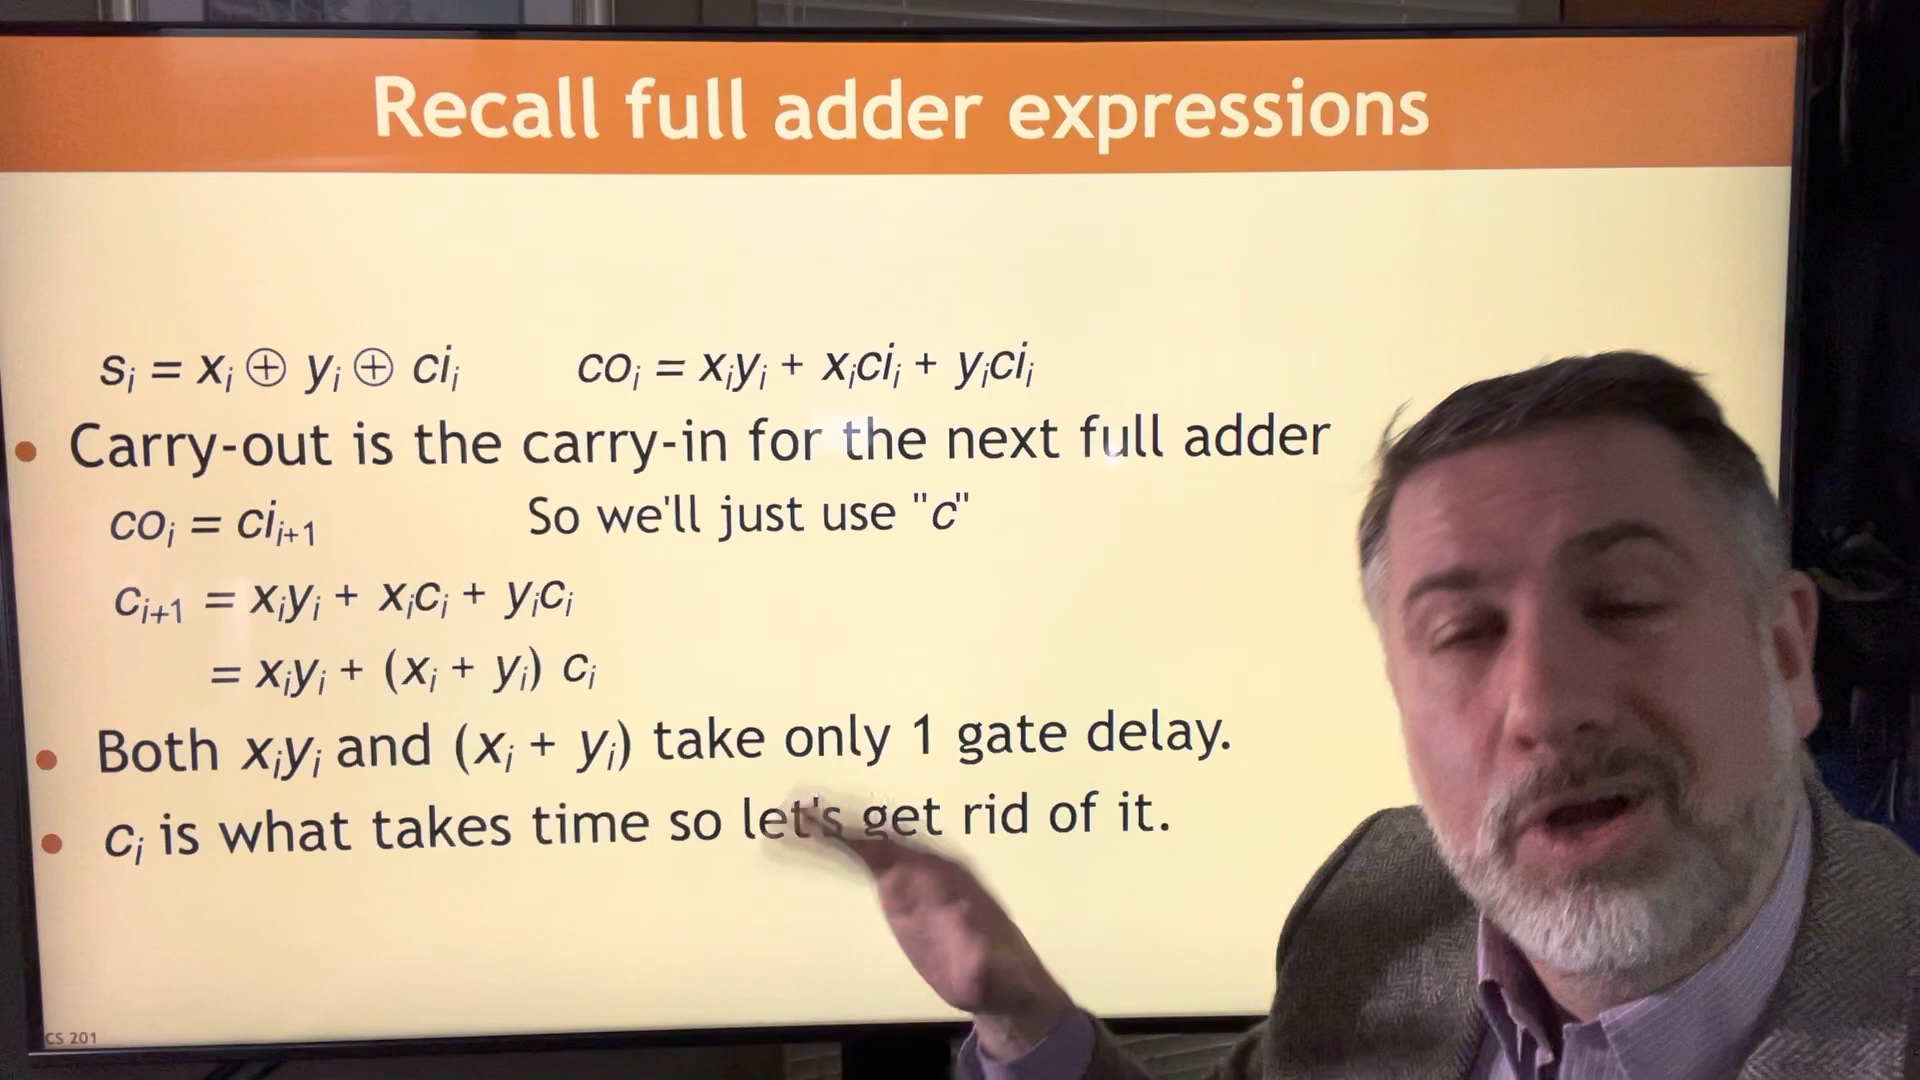 Recall full adder expressions
sᵢ = xᵢ ⊕ yᵢ ⊕ ciᵢ coᵢ = xᵢyᵢ + xᵢciᵢ + yᵢciᵢ
• Carry-out is the carry-in for the next full adder
coᵢ = ciᵢ₊₁ So we'll just use "c"
cᵢ₊₁ = xᵢyᵢ + xᵢcᵢ + yᵢcᵢ
= xᵢyᵢ + (xᵢ + yᵢ) cᵢ
• Both xᵢyᵢ and (xᵢ + yᵢ) take only 1 gate delay.
• cᵢ is what takes time so let's get rid of it.
CS 201